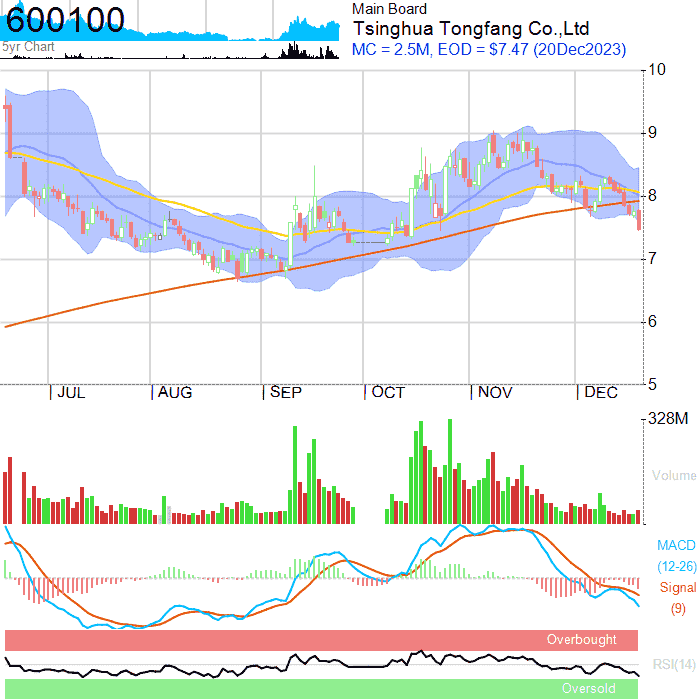 600100
5yr Chart
Main Board
Tsinghua Tongfang Co.,Ltd
MC = 2.5M, EOD = $7.47 (20Dec2023)
10
9
8
7
6
5
JUL AUG SEP OCT NOV DEC
328M
Volume
MACD
(12-26)
Signal
(9)
Overbought
RSI(14)
Oversold